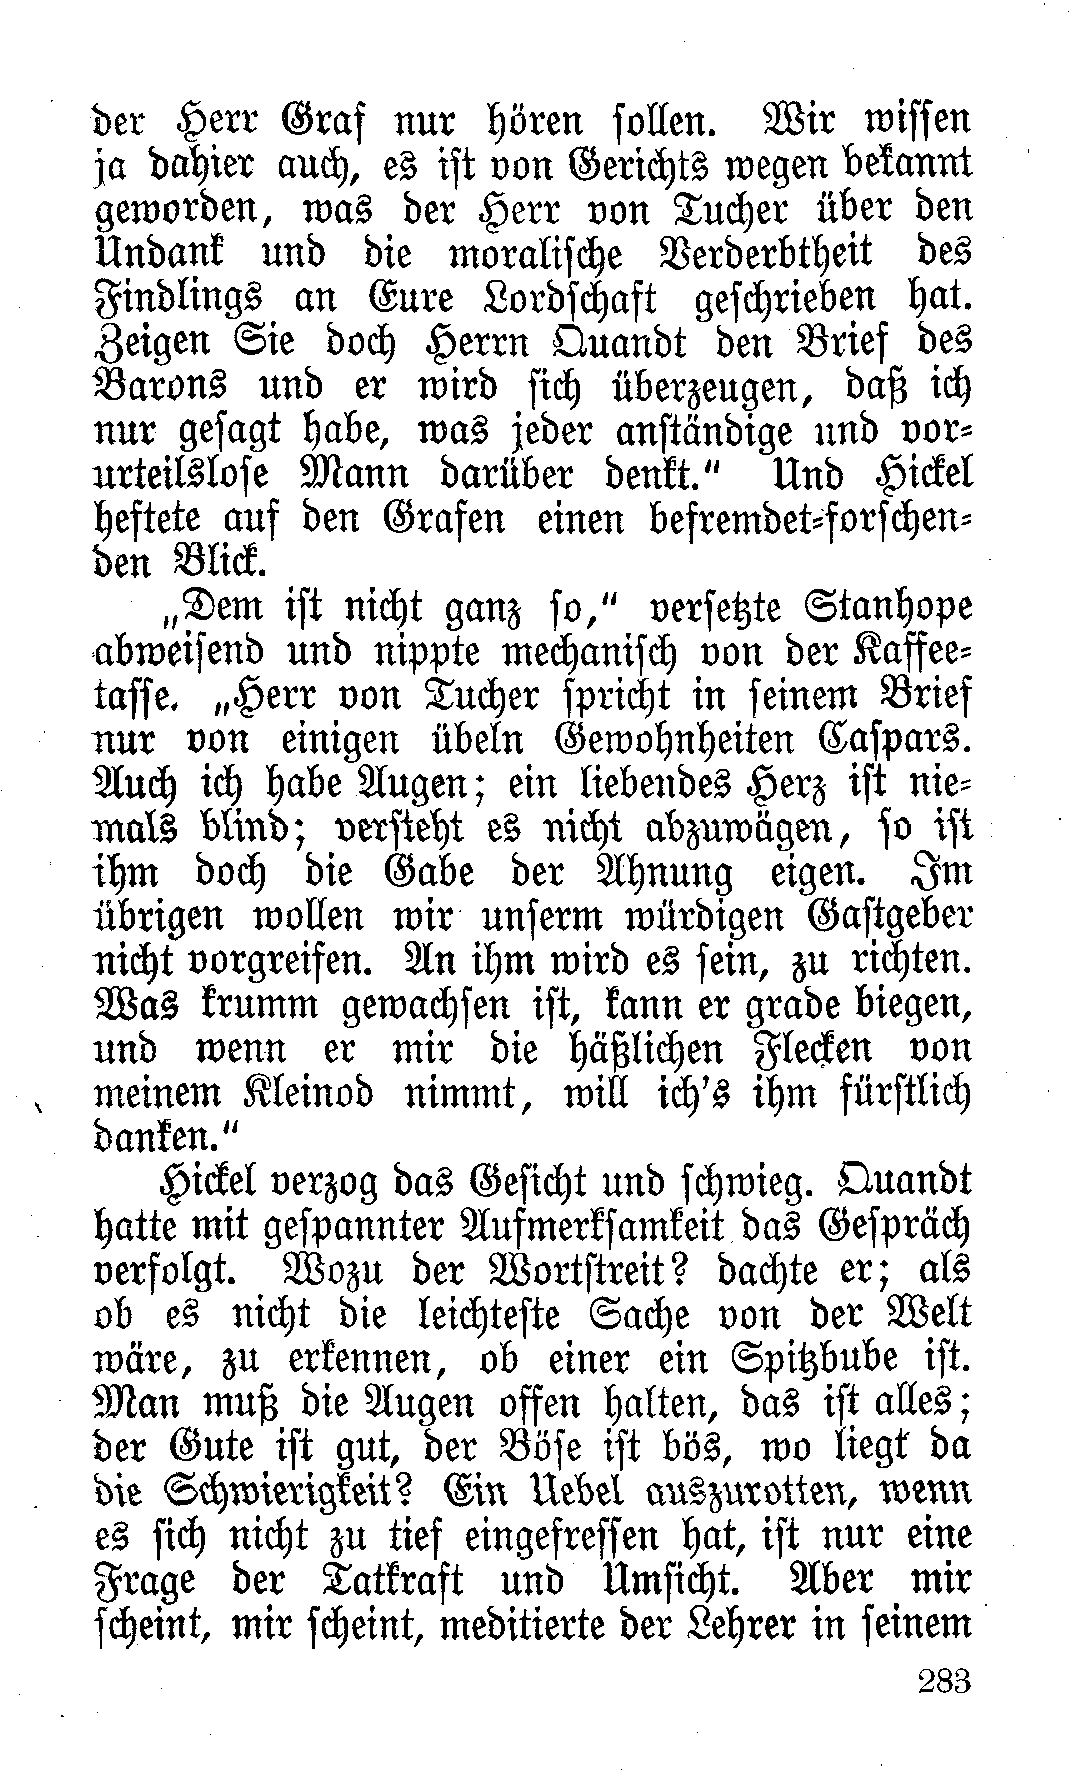 der Herr Graf nur hören sollen. Wir wissen
ja dahier auch, es ist von Gerichts wegen bekannt
geworden, was der Herr von Tucher über den
Undank und die moralische Verderbtheit des
Findlings an Eure Lordschaft geschrieben hat.
Zeigen Sie doch Herrn Quandt den Brief des
Barons und er wird sich überzeugen, daß ich
nur gesagt habe, was jeder anständige und vor-
urteilslose Mann darüber denkt.“ Und Hickel
heftete auf den Grafen einen befremdet-forschen-
den Blick.
„Dem ist nicht ganz so,“ versetzte Stanhope
abweisend und nippte mechanisch von der Kaffee-
tasse. „Herr von Tucher spricht in seinem Brief
nur von einigen übeln Gewohnheiten Caspars.
Auch ich habe Augen; ein liebendes Herz ist nie-
mals blind; versteht es nicht abzuwägen, so ist
ihm doch die Gabe der Ahnung eigen. Im
übrigen wollen wir unserm würdigen Gastgeber
nicht vorgreifen. An ihm wird es sein, zu richten.
Was krumm gewachsen ist, kann er grade biegen,
und wenn er mir die häßlichen Flecken von
meinem Kleinod nimmt, will ich's ihm fürstlich
danken.“
Hickel verzog das Gesicht und schwieg. Quandt
hatte mit gespannter Aufmerksamkeit das Gespräch
verfolgt. Wozu der Wortstreit? dachte er; als
ob es nicht die leichteste Sache von der Welt
wäre, zu erkennen, ob einer ein Spitzbube ist.
Man muß die Augen offen halten, das ist alles;
der Gute ist gut, der Böse ist bös, wo liegt da
die Schwierigkeit? Ein Uebel auszurotten, wenn
es sich nicht zu tief eingefressen hat, ist nur eine
Frage der Tatkraft und Umsicht. Aber mir
scheint, mir scheint, meditierte der Lehrer in seinem
283